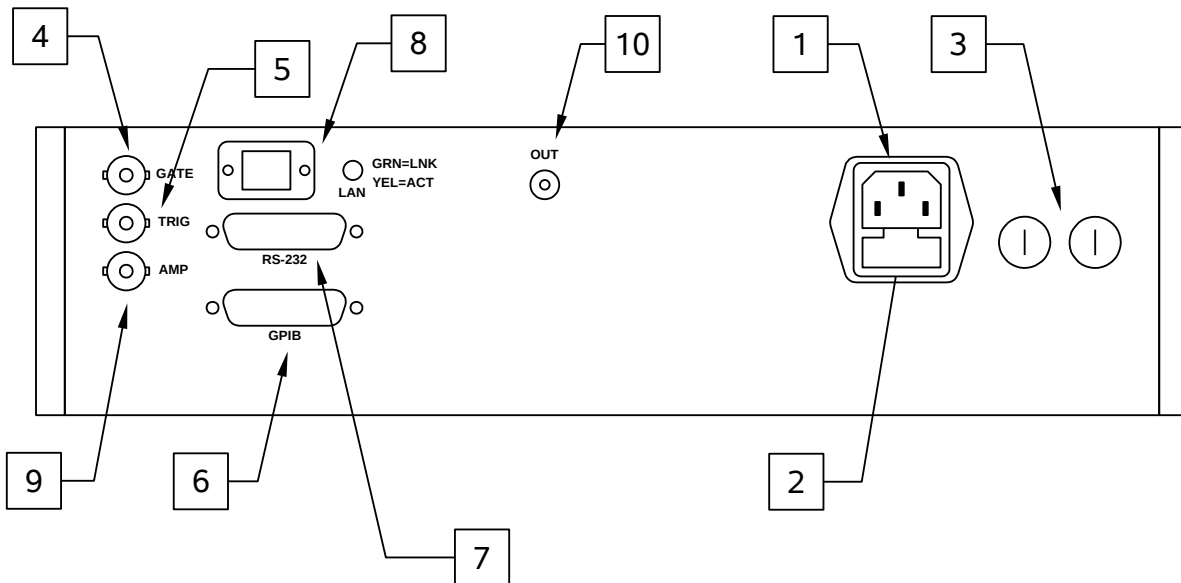 4
5
8
10
1
3
OUT
GATE
GRN=LNK
YEL=ACT
LAN
TRIG
RS-232
AMP
GPIB
9
6
2
7